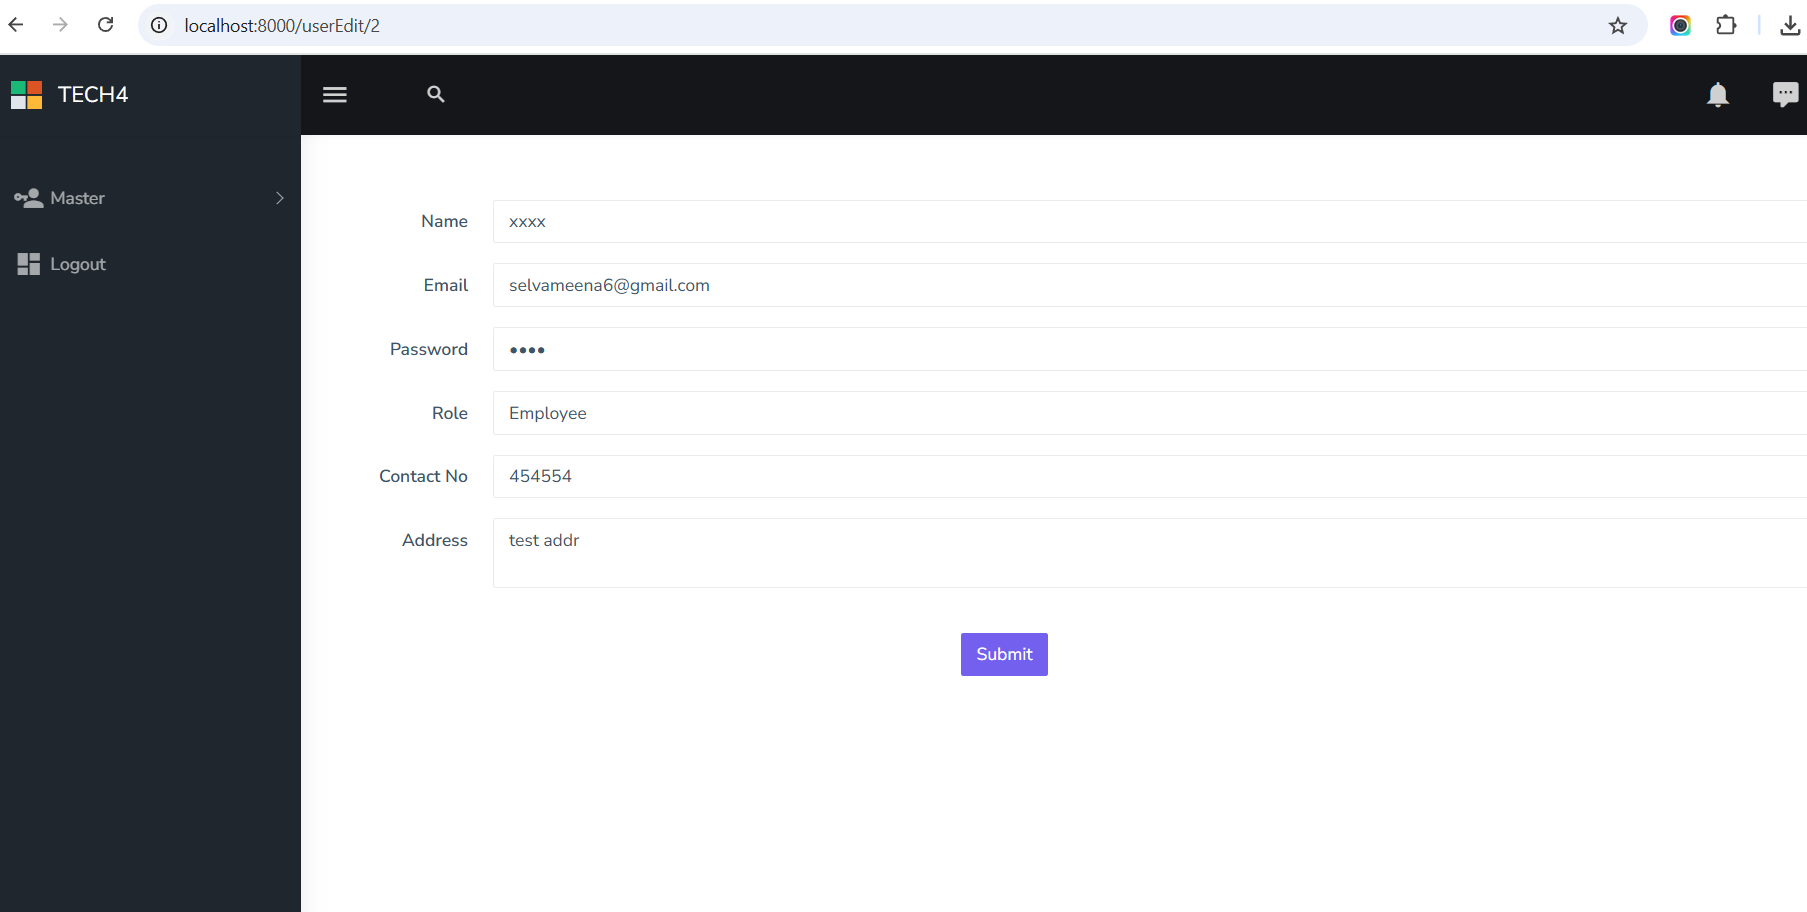 localhost:8000/userEdit/2
TECH4
Master
Logout
Name xxxx
Email selvameena6@gmail.com
Password ••••
Role Employee
Contact No 454554
Address test addr
Submit